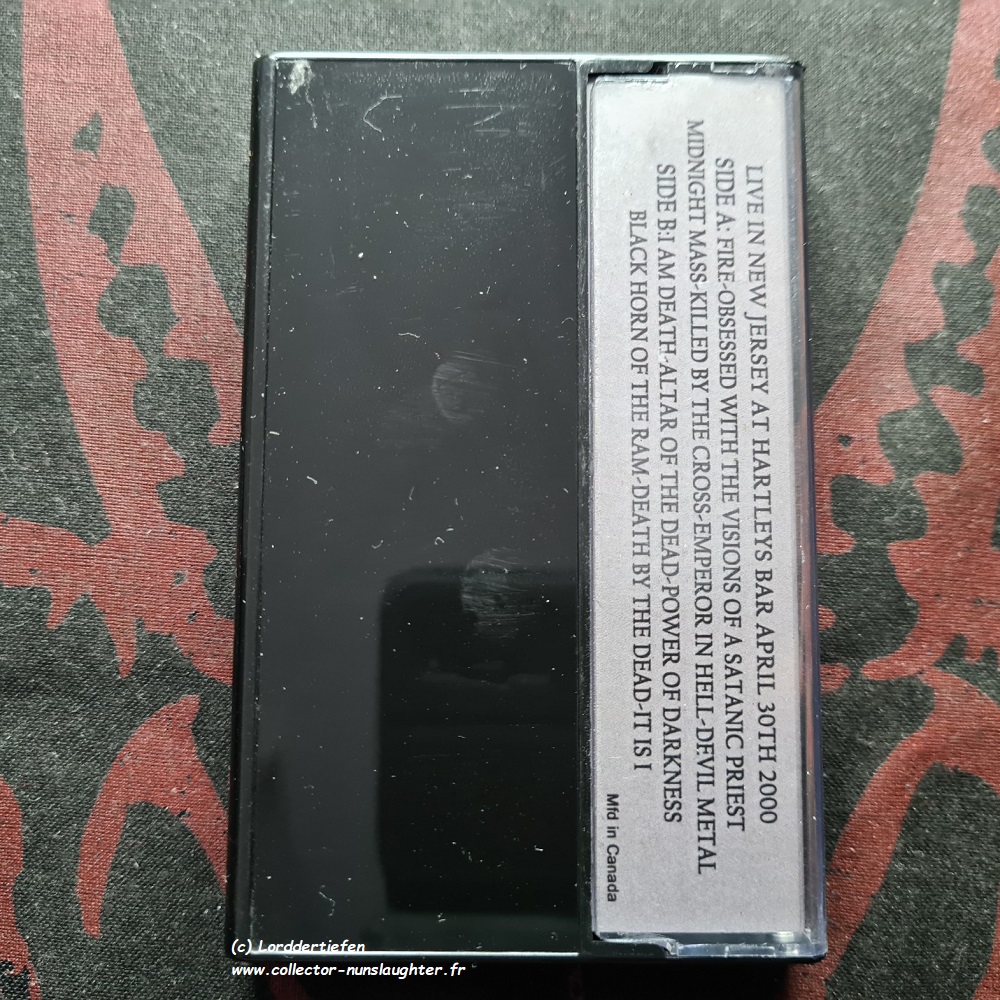 LIVE IN NEW JERSEY AT HARTLEYS BAR APRIL 30TH 2000
SIDE A: FIRE-OBSESSED WITH THE VISIONS OF A SATANIC PRIEST
MIDNIGHT MASS-KILLED BY THE CROSS-EMPEROR IN HELL-DEVIL METAL
SIDE B:I AM DEATH-ALTAR OF THE DEAD-POWER OF DARKNESS
BLACK HORN OF THE RAM-DEATH BY THE DEAD-IT IS I
Mfd in Canada
(c) Lorddertiefen
www.collector-nunslaughter.fr